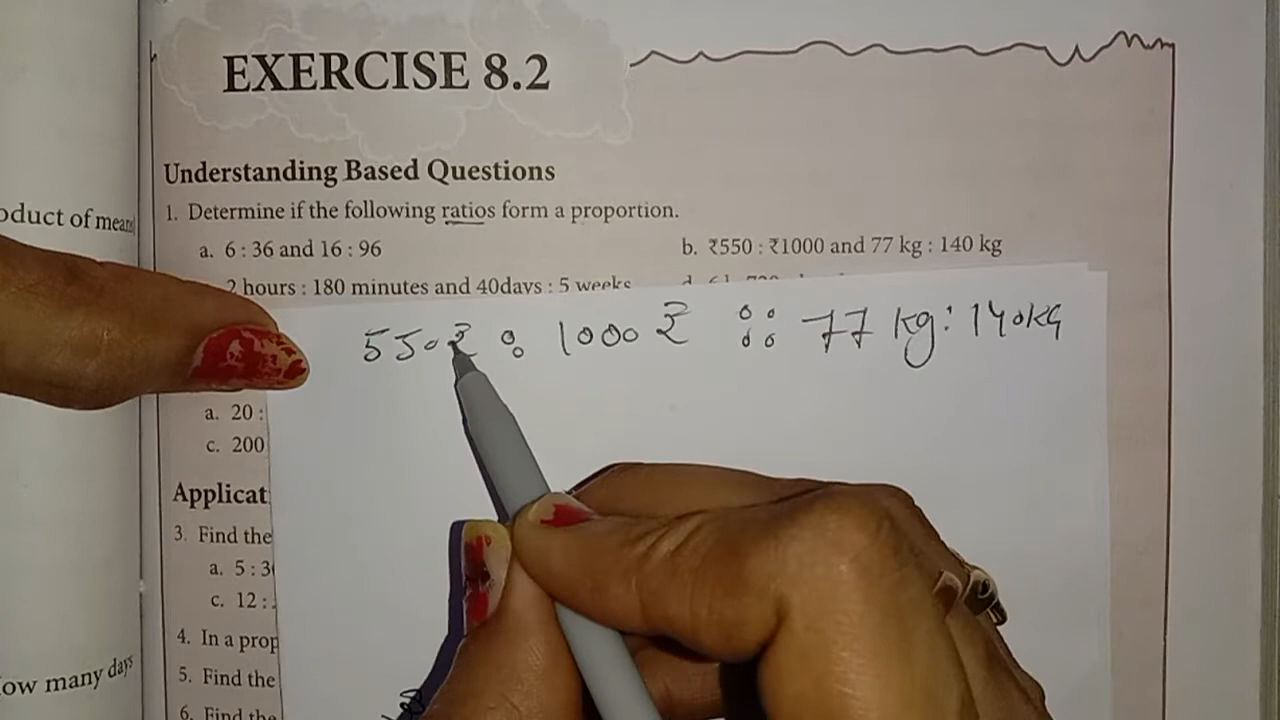 EXERCISE 8.2
Understanding Based Questions
oduct of means
1. Determine if the following ratios form a proportion.
a. 6 : 36 and 16 : 96
b. ₹550 : ₹1000 and 77 kg : 140 kg
2 hours : 180 minutes and 40days : 5 weeks
550₹ : 1000 ₹ :: 77 kg : 140kg
a. 20 :
c. 200
Applicat
3. Find the
a. 5 : 3
c. 12 :
4. In a prop
ow many days
5. Find the
6. Find the